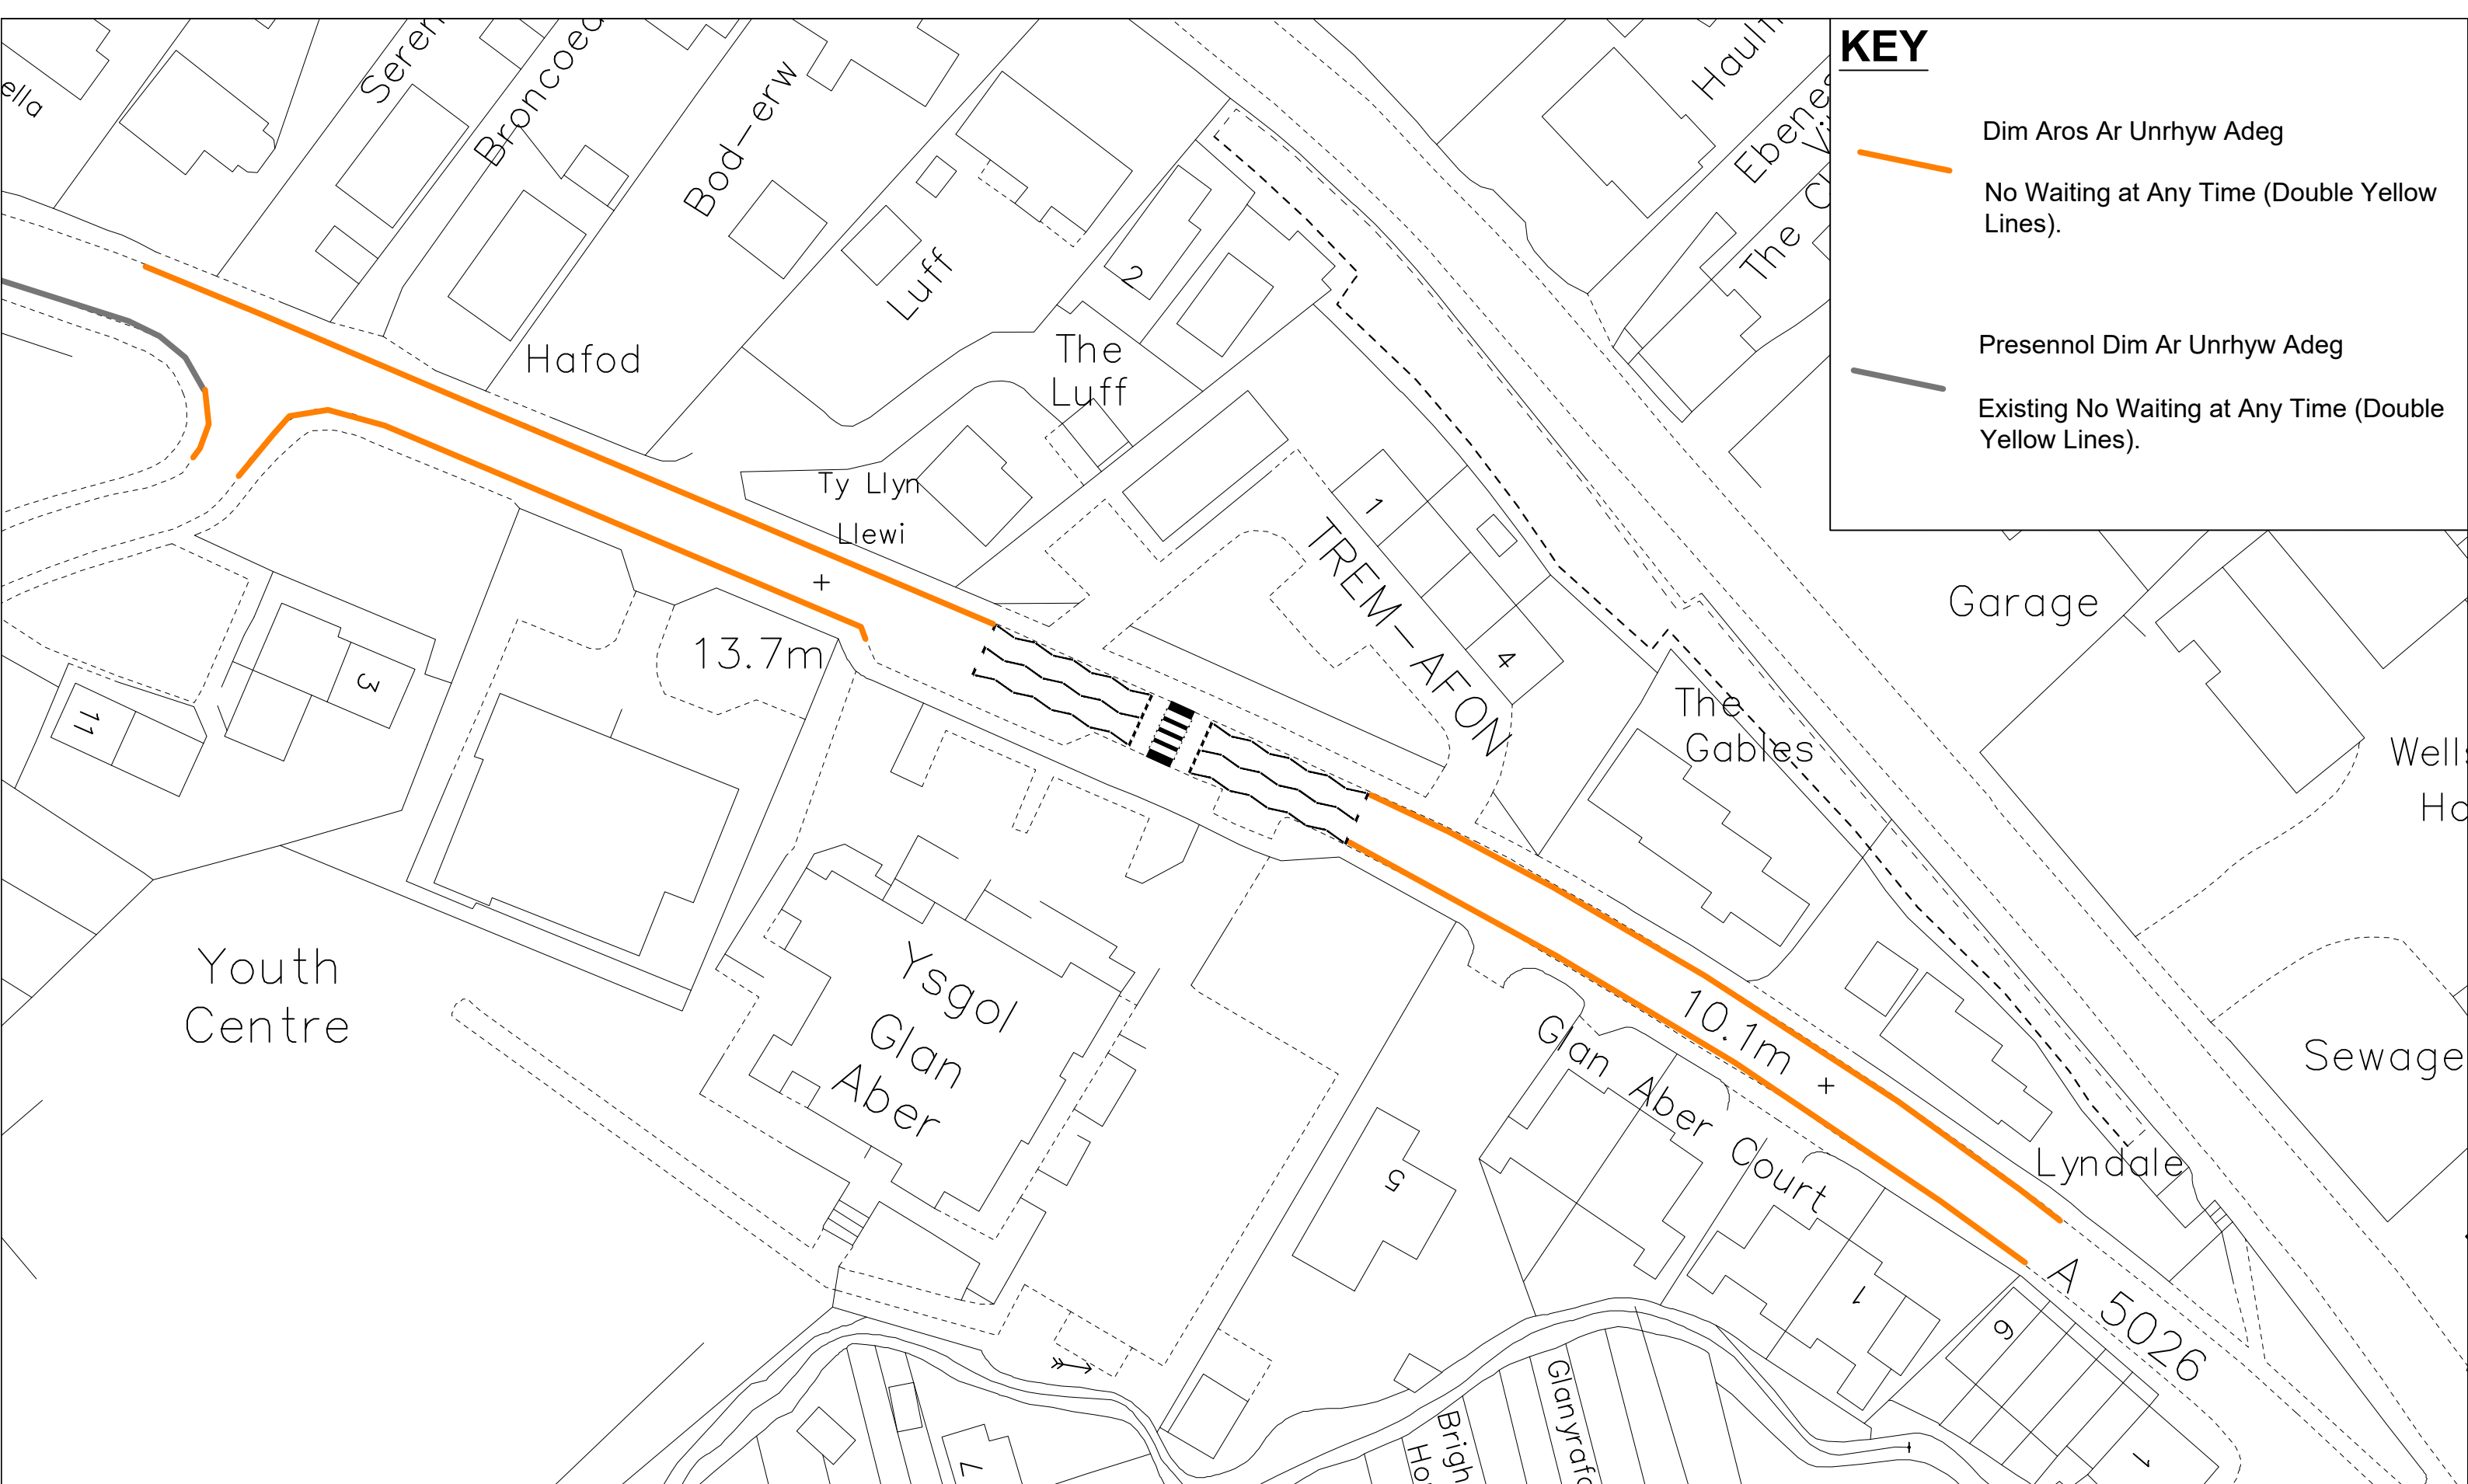 KEY
Dim Aros Ar Unrhyw Adeg
No Waiting at Any Time (Double Yellow
Lines).
Presennol Dim Ar Unrhyw Adeg
Existing No Waiting at Any Time (Double
Yellow Lines).
Broncoed
Bod-erw
Luff
2
Hafod
The
Luff
Ty Llyn
Llewi
The
1
TREM-AFON
4
13.7m
3
11
The
Gables
Garage
Youth
Centre
Ysgol
Glan
Aber
10.1m
Glan Aber Court
5
1
Sewage
Lyndale
A 5026
6
1
7